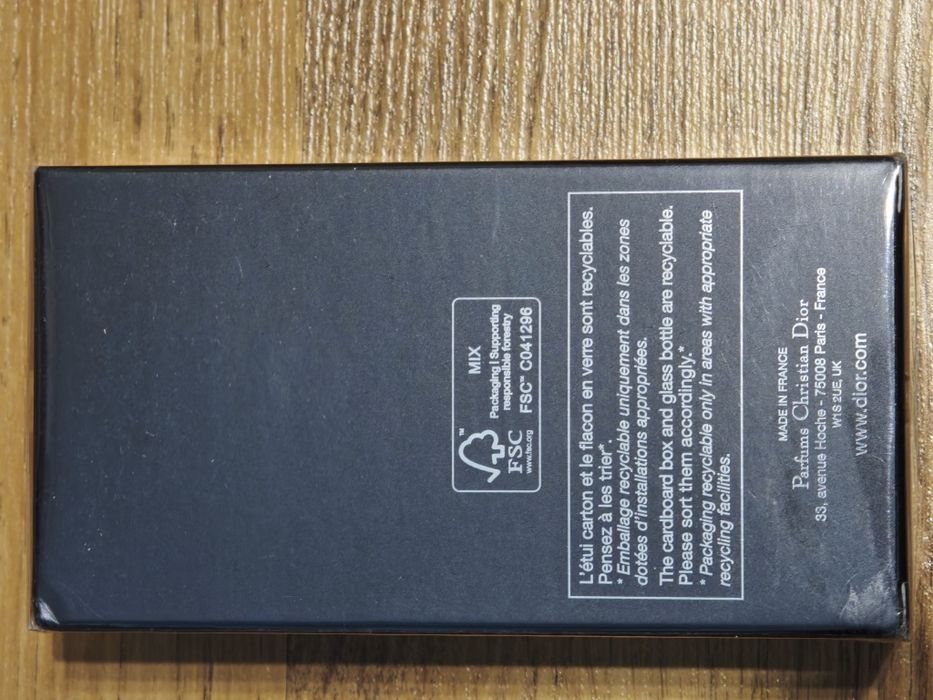 FSC™
www.fsc.org
MIX
Packaging | Supporting
responsible forestry
FSC™ C041296
L'étui carton et le flacon en verre sont recyclables.
Pensez à les trier*.
* Emballage recyclable uniquement dans les zones
dotées d'installations appropriées.
The cardboard box and glass bottle are recyclable.
Please sort them accordingly.*
* Packaging recyclable only in areas with appropriate
recycling facilities.
MADE IN FRANCE
Parfums Christian Dior
33, avenue Hoche - 75008 Paris - France
W1S 2UE, UK
www.dior.com